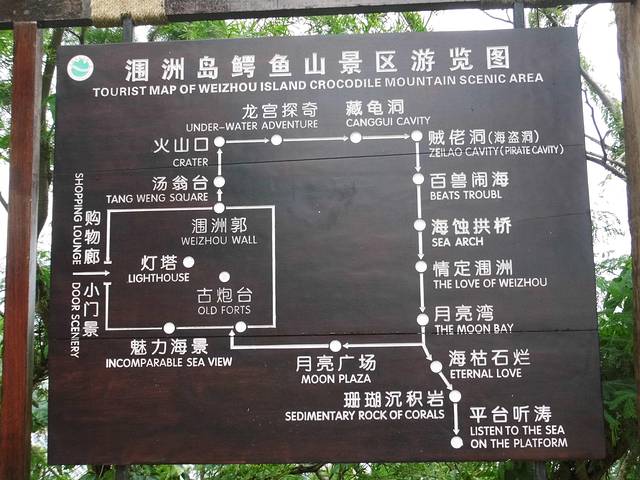 涠洲岛鳄鱼山景区游览图
TOURIST MAP OF WEIZHOU ISLAND CROCODILE MOUNTAIN SCENIC AREA
龙宫探奇
UNDER-WATER ADVENTURE
藏龟洞
CANGGUI CAVITY
火山口
CRATER
贼佬洞(海盗洞)
ZEILAO CAVITY(PIRATE CAVITY)
汤翁台
TANG WENG SQUARE
百兽闹海
BEATS TROUBL
购物廊
SHOPPING LOUNGE
涠洲郭
WEIZHOU WALL
海蚀拱桥
SEA ARCH
灯塔
LIGHTHOUSE
情定涠洲
THE LOVE OF WEIZHOU
小门景
DOOR SCENERY
古炮台
OLD FORTS
月亮湾
THE MOON BAY
魅力海景
INCOMPARABLE SEA VIEW
月亮广场
MOON PLAZA
海枯石烂
ETERNAL LOVE
珊瑚沉积岩
SEDIMENTARY ROCK OF CORALS
平台听涛
LISTEN TO THE SEA
ON THE PLATFORM